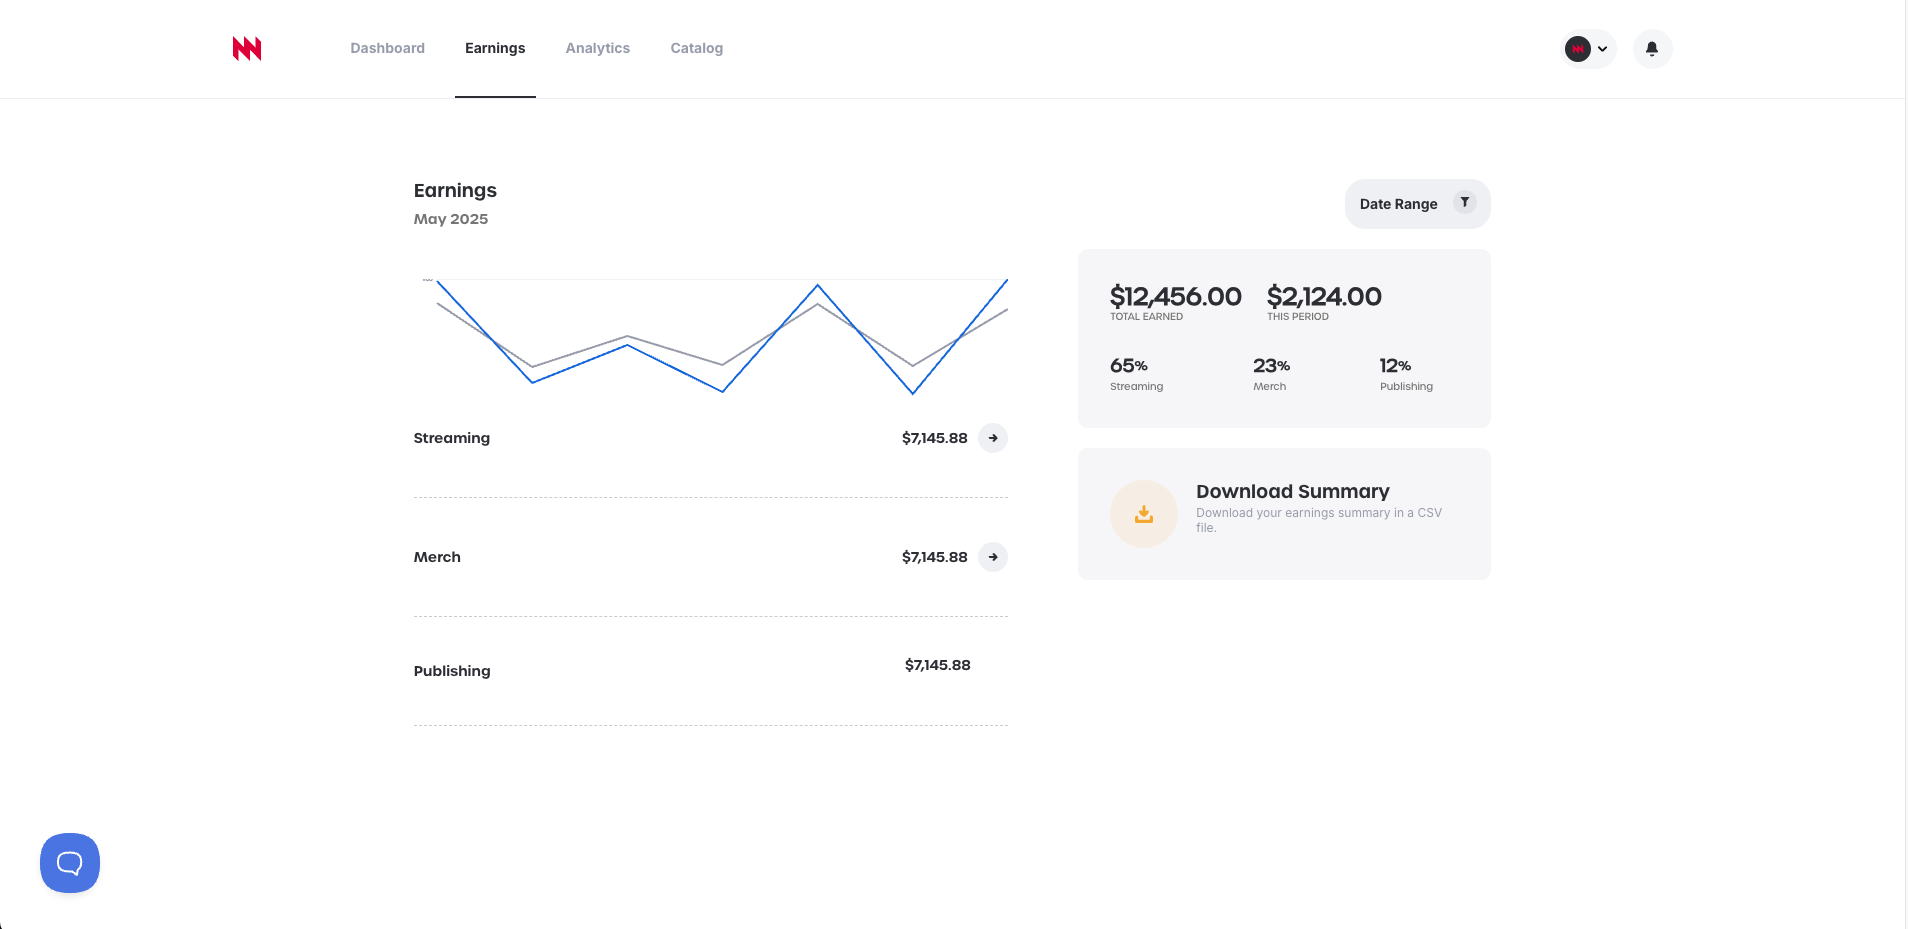 Dashboard
Earnings
Analytics
Catalog
Earnings
May 2025
Date Range
$12,456.00
TOTAL EARNED
$2,124.00
THIS PERIOD
65%
Streaming
23%
Merch
12%
Publishing
Streaming
$7,145.88
Merch
$7,145.88
Publishing
$7,145.88
Download Summary
Download your earnings summary in a CSV
file.